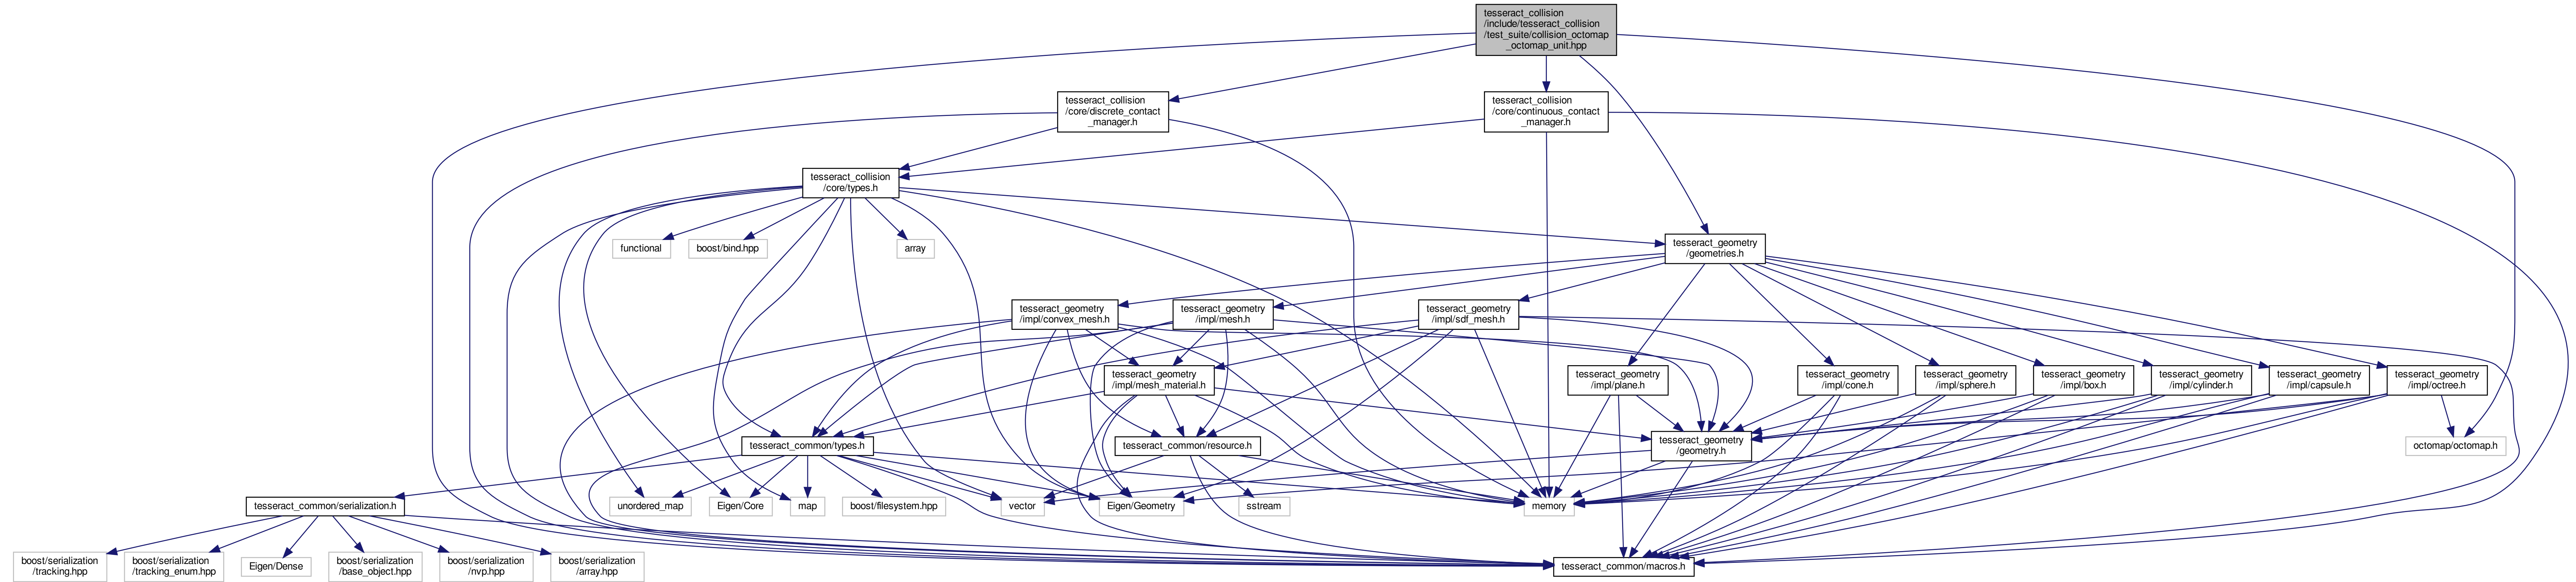 tesseract_collision
/include/tesseract_collision
/test_suite/collision_octomap
_octomap_unit.hpp
tesseract_collision
/core/discrete_contact
_manager.h
tesseract_collision
/core/continuous_contact
_manager.h
tesseract_collision
/core/types.h
functional
boost/bind.hpp
array
tesseract_geometry
/geometries.h
tesseract_geometry
/impl/convex_mesh.h
tesseract_geometry
/impl/mesh.h
tesseract_geometry
/impl/sdf_mesh.h
tesseract_geometry
/impl/mesh_material.h
tesseract_geometry
/impl/plane.h
tesseract_geometry
/impl/cone.h
tesseract_geometry
/impl/sphere.h
tesseract_geometry
/impl/box.h
tesseract_geometry
/impl/cylinder.h
tesseract_geometry
/impl/capsule.h
tesseract_geometry
/impl/octree.h
tesseract_common/types.h
tesseract_common/resource.h
tesseract_geometry
/geometry.h
octomap/octomap.h
tesseract_common/serialization.h
unordered_map
Eigen/Core
map
boost/filesystem.hpp
vector
Eigen/Geometry
sstream
memory
boost/serialization
/tracking.hpp
boost/serialization
/tracking_enum.hpp
Eigen/Dense
boost/serialization
/base_object.hpp
boost/serialization
/nvp.hpp
boost/serialization
/array.hpp
tesseract_common/macros.h